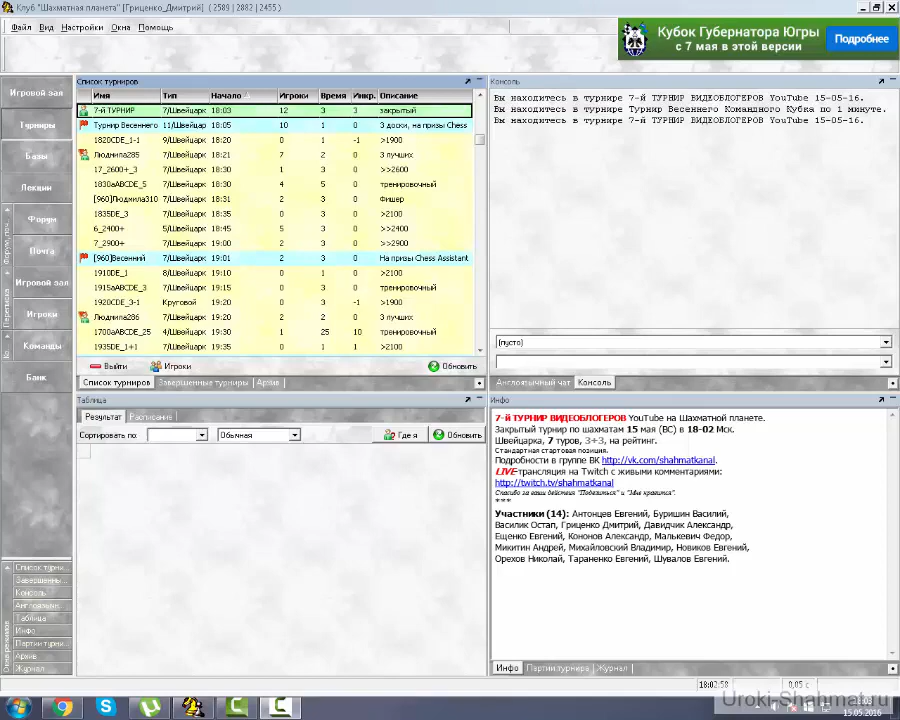 Клуб "Шахматная планета" [Гриценко_Дмитрий] ( 2589 | 2882 | 2455 )
Файл Вид Настройки Окна Помощь
Кубок Губернатора Югры
с 7 мая в этой версии
Подробнее
Игровой зал
Турниры
Базы
Лекции
Форум
Почта
Игровой зал
Игроки
Команды
Банк
Список турниров
Имя Тип Начало Игроки Время Инкр. Описание
7-й ТУРНИР 7/Швейцарк 18:03 12 3 3 закрытый
Турнир Весеннего 11/Швейцар 18:05 10 1 3 доски, на призы Chess
1820CDE_1-1 9/Швейцарк 18:20 0 1 -1 >1900
Людмила285 7/Швейцарк 18:21 7 2 0 3 лучших
17_2600+_3 7/Швейцарк 18:30 1 3 0 >>2600
1830aABCDE_5 7/Швейцарк 18:30 4 5 0 тренировочный
[960]Людмила310 7/Швейцарк 18:31 2 3 0 Фишер
1835DE_3 7/Швейцарк 18:35 0 3 0 >2100
6_2400+ 5/Швейцарк 18:45 5 3 0 >>2400
7_2900+ 7/Швейцарк 19:00 2 3 0 >>2900
[960]Весенний 7/Швейцарк 19:01 2 3 0 На призы Chess Assistant
1910DE_1 8/Швейцарк 19:10 0 1 0 >2100
1915aABCDE_3 7/Швейцарк 19:15 0 3 0 тренировочный
1920CDE_3-1 Круговой 19:20 0 3 -1 >1900
Людмила286 7/Швейцарк 19:20 2 2 0 3 лучших
1700aABCDE_25 4/Швейцарк 19:30 1 25 10 тренировочный
1935DE_1+1 7/Швейцарк 19:35 0 1 1 >2100
Выйти Игроки Обновить
Список турниров Завершенные турниры Архив
Консоль
Вы находитесь в турнире 7-й ТУРНИР ВИДЕОБЛОГЕРОВ YouTube 15-05-16.
Вы находитесь в турнире Турнир Весеннего Командного Кубка по 1 минуте.
Вы находитесь в турнире 7-й ТУРНИР ВИДЕОБЛОГЕРОВ YouTube 15-05-16.
(пусто)
Англоязычный чат Консоль
Таблица
Результат Расписание
Сортировать по: Обычная Где я Обновить
Инфо
7-й ТУРНИР ВИДЕОБЛОГЕРОВ YouTube на Шахматной планете.
Закрытый турнир по шахматам 15 мая (ВС) в 18-02 Мск.
Швейцарка, 7 туров, 3+3, на рейтинг.
Стандартная стартовая позиция.
Подробности в группе ВК http://vk.com/shahmatkanal.
LIVE-трансляция на Twitch с живыми комментариями:
http://twitch.tv/shahmatkanal
Спасибо за ваши действия "Поделиться" и "Мне нравится".
***
Участники (14): Антонцев Евгений, Буришин Василий,
Василик Остап, Гриценко Дмитрий, Давидчик Александр,
Ещенко Евгений, Кононов Александр, Малькевич Федор,
Микитин Андрей, Михайловский Владимир, Новиков Евгений,
Орехов Николай, Тараненко Евгений, Шувалов Евгений.
Инфо Партии турнира Журнал
Список турни...
Завершенны...
Консоль
Англоязычн...
Таблица
Инфо
Партии турни...
Архив
Журнал
18:02:58 0,05 с
Uroki-Shahmat.ru
15.05.2016